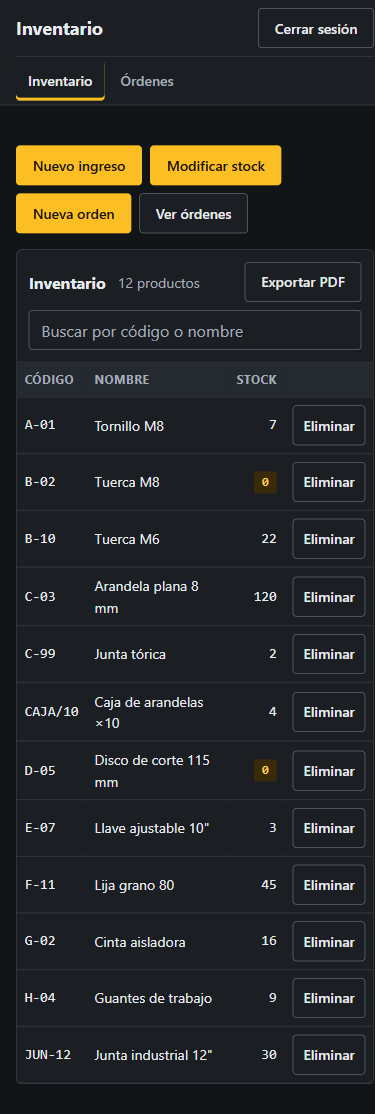 Inventario
Cerrar sesión
Inventario
Órdenes
Nuevo ingreso
Modificar stock
Nueva orden
Ver órdenes
Inventario 12 productos
Exportar PDF
Buscar por código o nombre
CÓDIGO NOMBRE STOCK
A-01 Tornillo M8 7 Eliminar
B-02 Tuerca M8 0 Eliminar
B-10 Tuerca M6 22 Eliminar
C-03 Arandela plana 8 120 Eliminar
mm
C-99 Junta tórica 2 Eliminar
CAJA/10 Caja de arandelas 4 Eliminar
×10
D-05 Disco de corte 115 0 Eliminar
mm
E-07 Llave ajustable 10" 3 Eliminar
F-11 Lija grano 80 45 Eliminar
G-02 Cinta aisladora 16 Eliminar
H-04 Guantes de trabajo 9 Eliminar
JUN-12 Junta industrial 12" 30 Eliminar